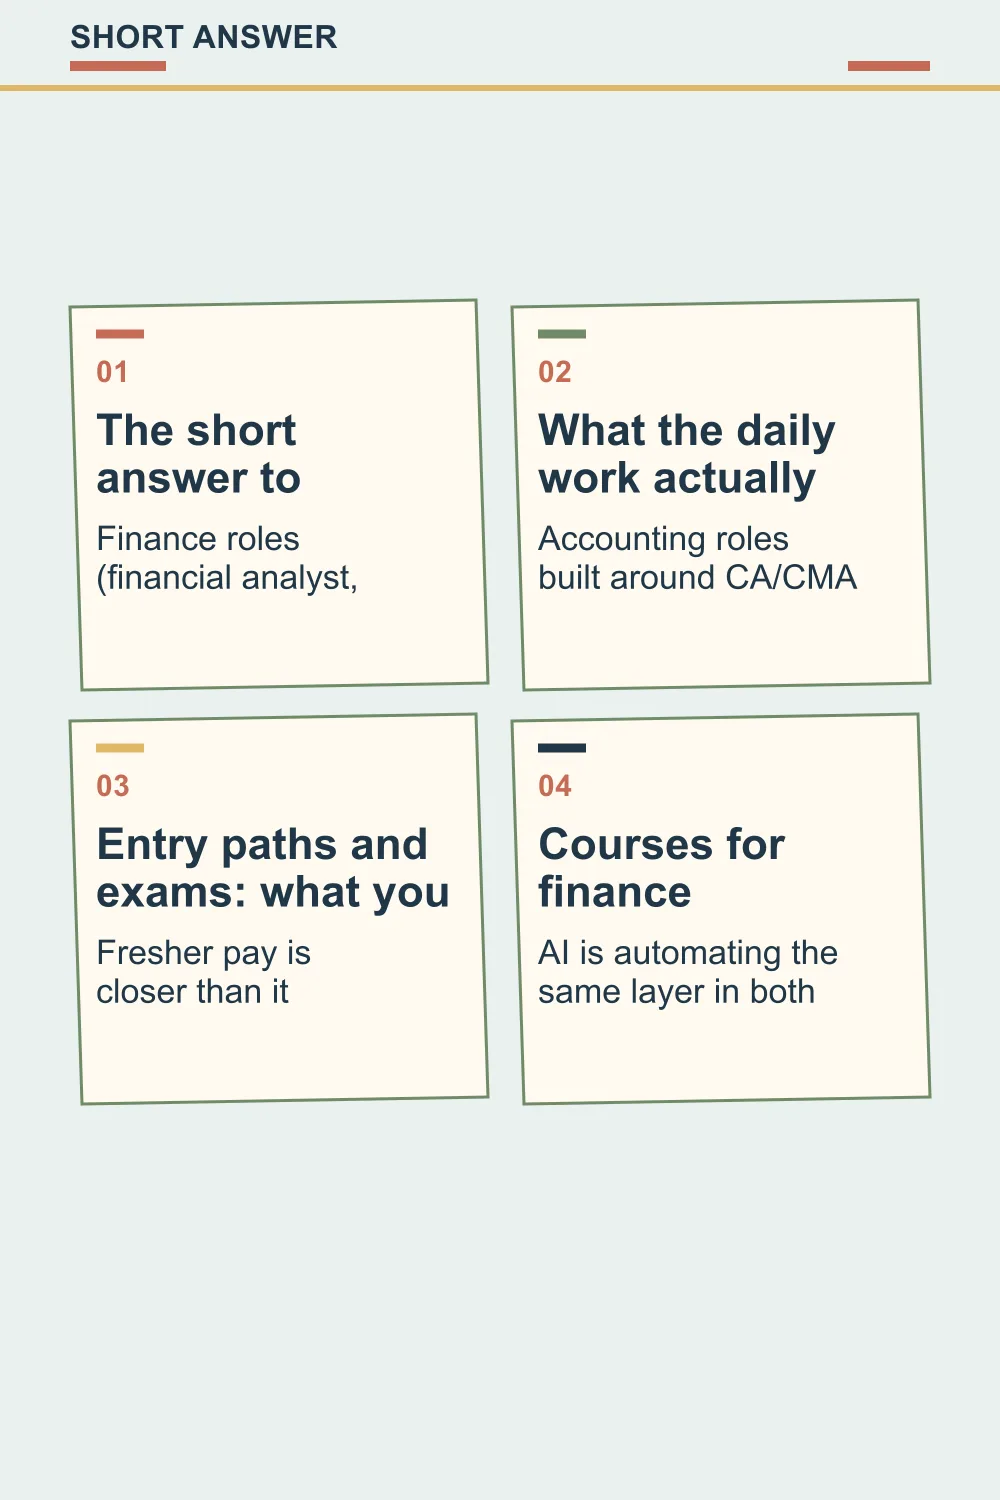 SHORT ANSWER
01
The short
answer to
Finance roles
(financial analyst,
02
What the daily
work actually
Accounting roles
built around CA/CMA
03
Entry paths and
exams: what you
Fresher pay is
closer than it
04
Courses for
finance
AI is automating the
same layer in both